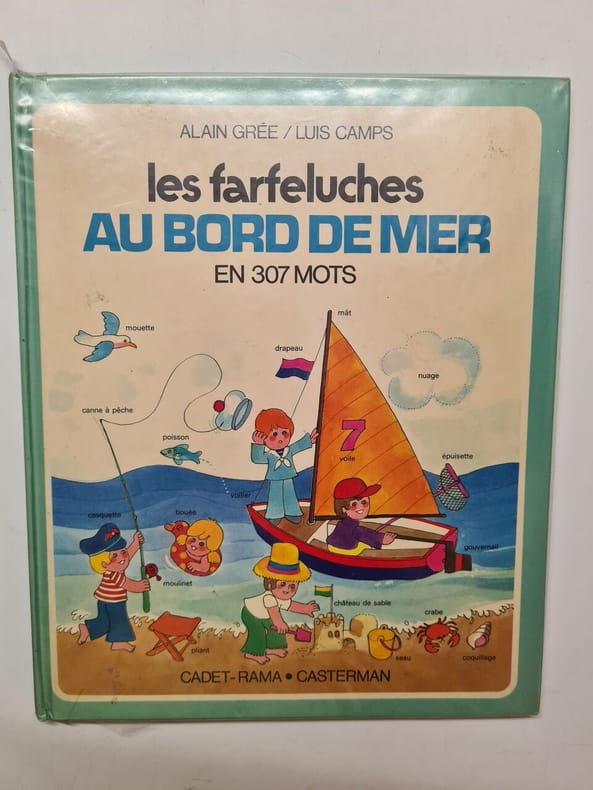 ALAIN GRÉE / LUIS CAMPS
les farfeluches
AU BORD DE MER
EN 307 MOTS
mât
mouette
drapeau
nuage
canne à pêche
poisson
7
voile
épuisette
voilier
casquette
bouée
gouvernail
moulinet
château de sable
crabe
pliant
seau
coquillage
CADET-RAMA • CASTERMAN